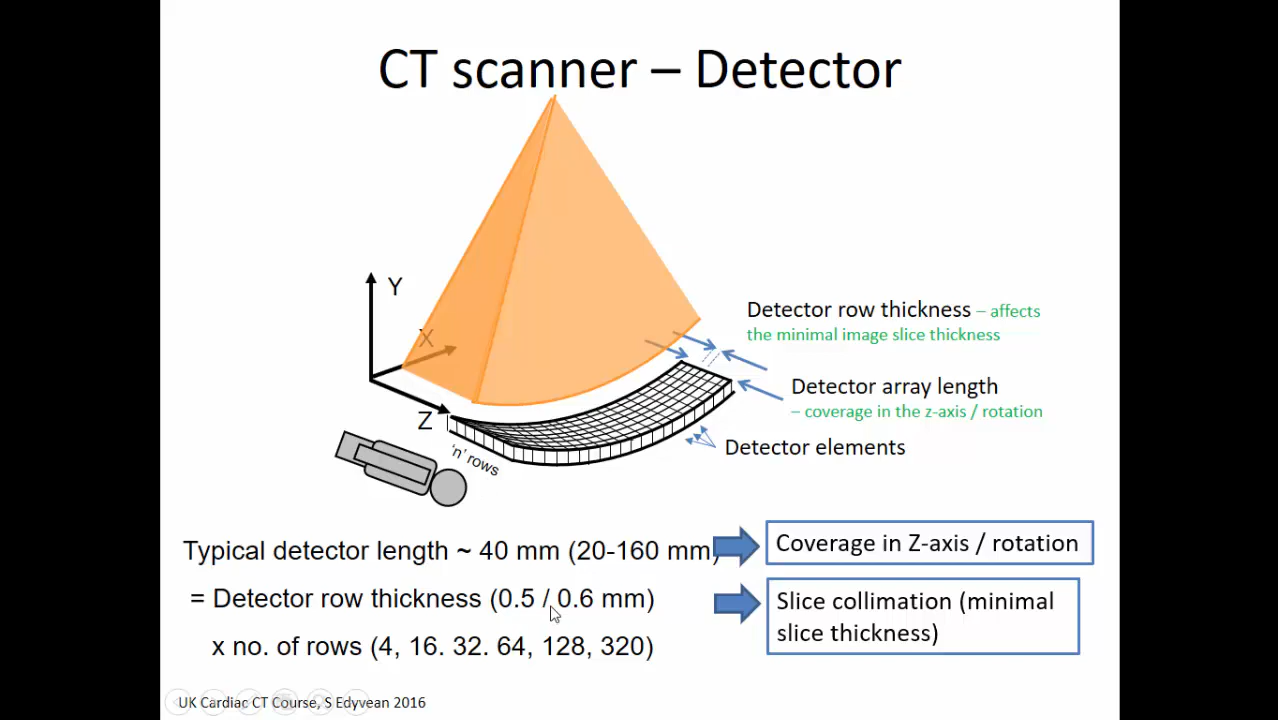 CT scanner – Detector
Y
X
Z
Detector row thickness – affects
the minimal image slice thickness
Detector array length
– coverage in the z-axis / rotation
Detector elements
‘n’ rows
Typical detector length ~ 40 mm (20-160 mm)
Coverage in Z-axis / rotation
= Detector row thickness (0.5 / 0.6 mm)
Slice collimation (minimal
slice thickness)
x no. of rows (4, 16. 32. 64, 128, 320)
UK Cardiac CT Course, S Edyvean 2016